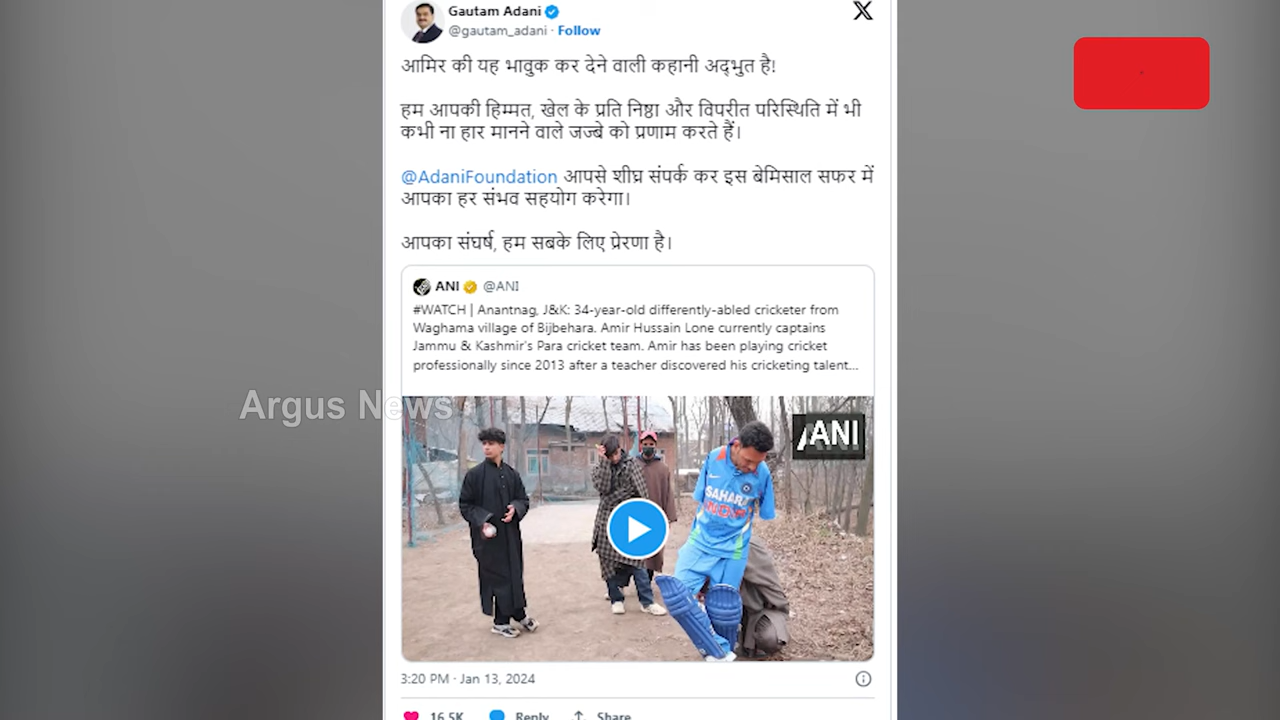 Gautam Adani
@gautam_adani · Follow
आमिर की यह भावुक कर देने वाली कहानी अद्भुत है!
हम आपकी हिम्मत, खेल के प्रति निष्ठा और विपरीत परिस्थिति में भी
कभी ना हार मानने वाले जज्बे को प्रणाम करते हैं।
@AdaniFoundation आपसे शीघ्र संपर्क कर इस बेमिसाल सफर में
आपका हर संभव सहयोग करेगा।
आपका संघर्ष, हम सबके लिए प्रेरणा है।
ANI @ANI
#WATCH | Anantnag, J&K: 34-year-old differently-abled cricketer from
Waghama village of Bijbehara. Amir Hussain Lone currently captains
Jammu & Kashmir's Para cricket team. Amir has been playing cricket
professionally since 2013 after a teacher discovered his cricketing talent...
Argus News
ANI
SAHARA
3:20 PM · Jan 13, 2024
16.5K Reply Share